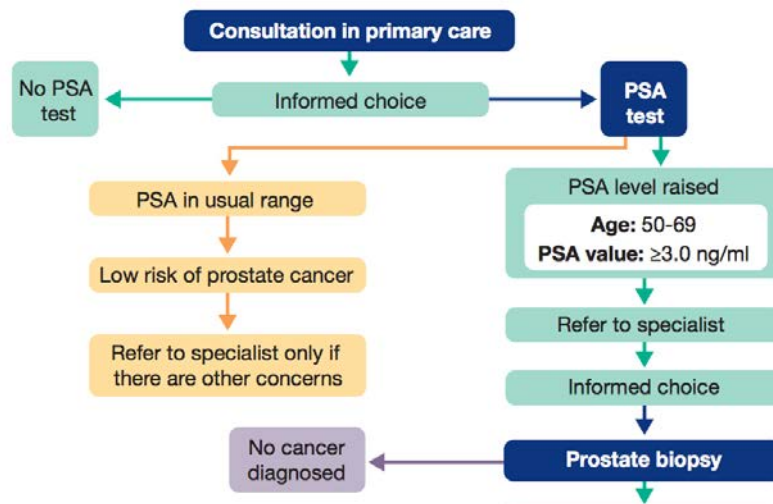 Consultation in primary care
No PSA
test
Informed choice
PSA
test
PSA in usual range
Low risk of prostate cancer
Refer to specialist only if
there are other concerns
PSA level raised
Age: 50-69
PSA value: ≥3.0 ng/ml
Refer to specialist
Informed choice
No cancer
diagnosed
Prostate biopsy